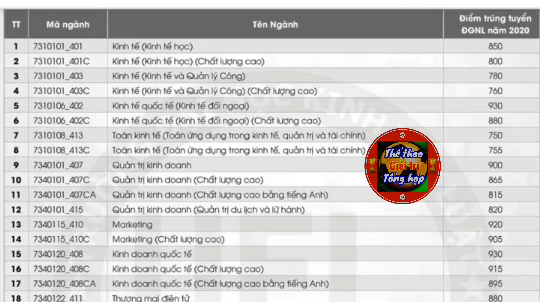 TT Mã ngành Tên Ngành Điểm trúng tuyển ĐGNL năm 2020
1 7310101_401 Kinh tế (Kinh tế học) 850
2 7310101_401C Kinh tế (Kinh tế học) (Chất lượng cao) 800
3 7310101_403 Kinh tế (Kinh tế và Quản lý Công) 780
4 7310101_403C Kinh tế (Kinh tế và Quản lý Công) (Chất lượng cao) 760
5 7310106_402 Kinh tế quốc tế (Kinh tế đối ngoại) 930
6 7310106_402C Kinh tế quốc tế (Kinh tế đối ngoại) (Chất lượng cao) 880
7 7310108_413 Toán kinh tế (Toán ứng dụng trong kinh tế, quản trị và tài chính) 750
8 7310108_413C Toán kinh tế (Toán ứng dụng trong kinh tế, quản trị và tài chính) 755
9 7340101_407 Quản trị kinh doanh 900
10 7340101_407C Quản trị kinh doanh (Chất lượng cao) 865
11 7340101_407CA Quản trị kinh doanh (Chất lượng cao bằng tiếng Anh) 815
12 7340101_415 Quản trị kinh doanh (Quản trị du lịch và lữ hành) 820
13 7340115_410 Marketing 920
14 7340115_410C Marketing (Chất lượng cao) 905
15 7340120_408 Kinh doanh quốc tế 930
16 7340120_408C Kinh doanh quốc tế (Chất lượng cao) 915
17 7340120_408CA Kinh doanh quốc tế (Chất lượng cao bằng tiếng Anh) 895
18 7340122_411 Thương mại điện tử 880
Thể thao
Giải trí
Tổng hợp
KINH
UEL